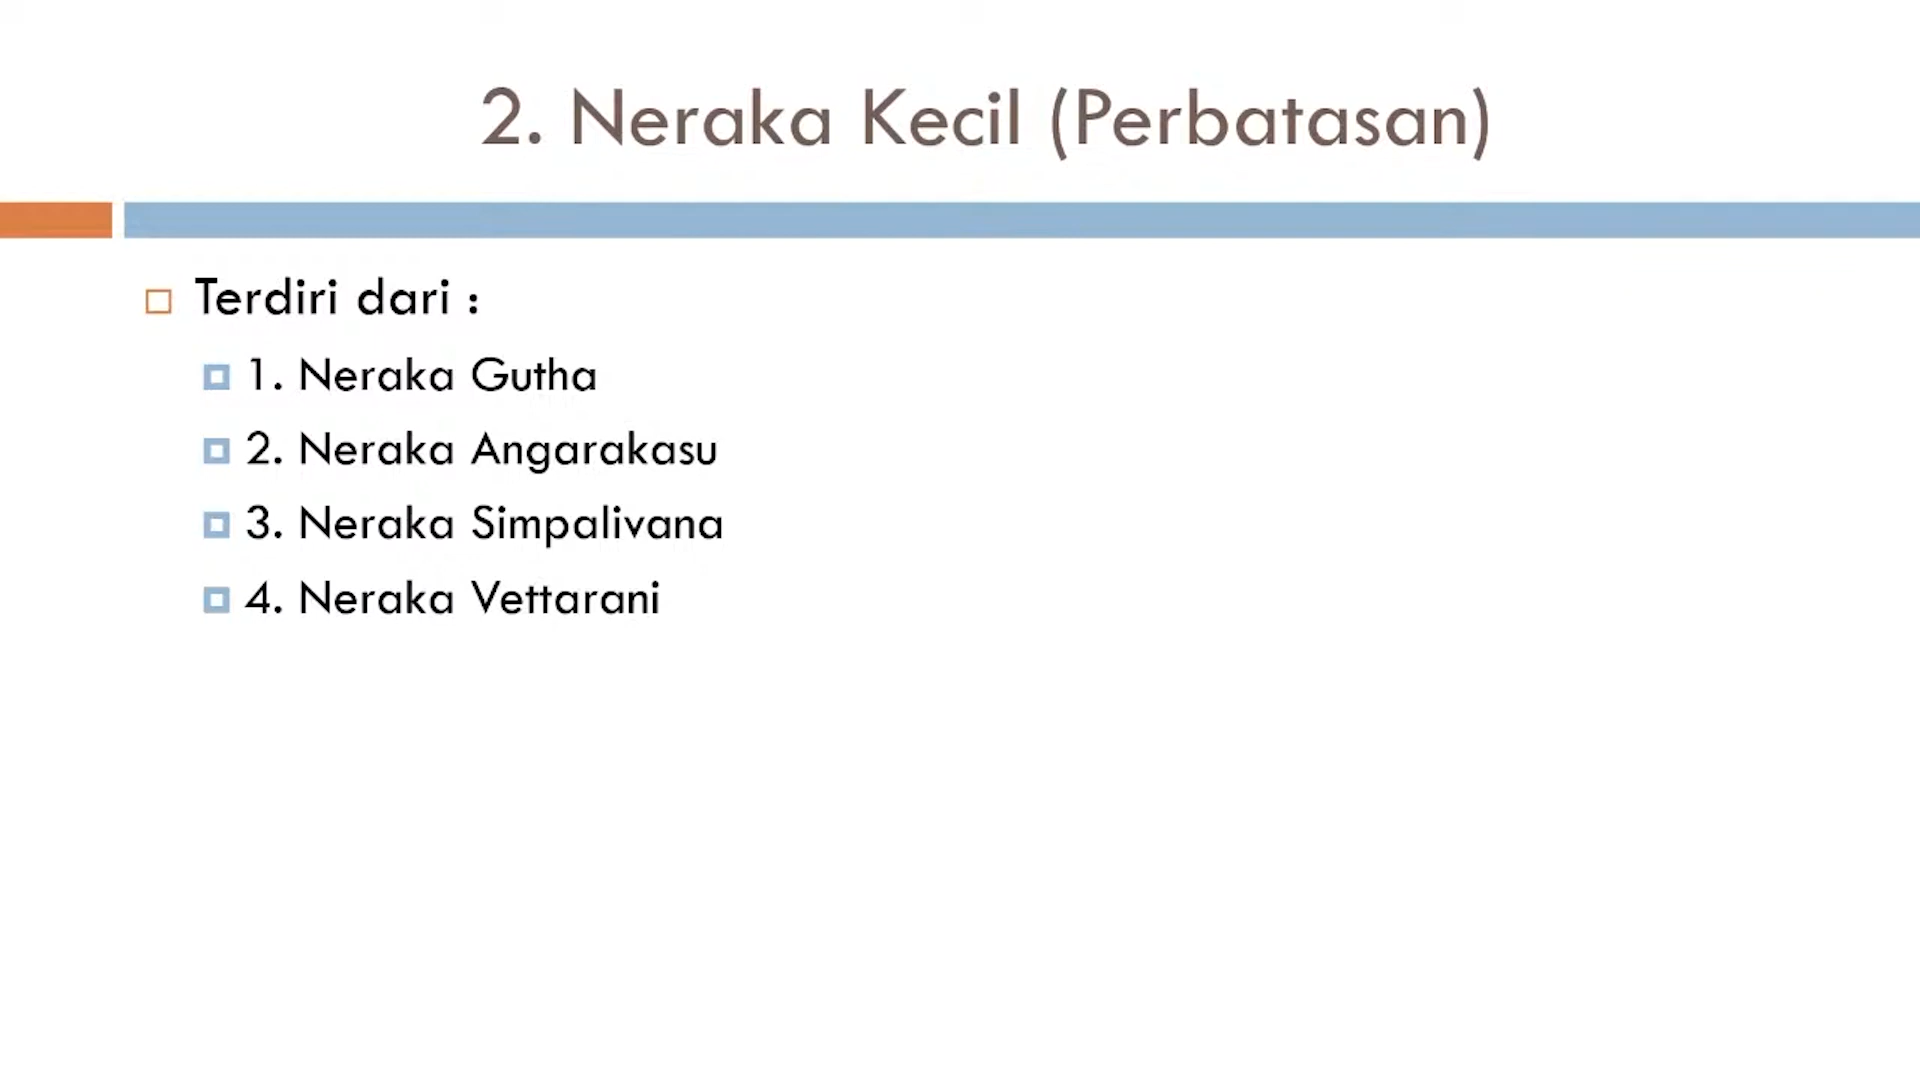 2. Neraka Kecil (Perbatasan)
Terdiri dari :
1. Neraka Gutha
2. Neraka Angarakasu
3. Neraka Simpalivana
4. Neraka Vettarani